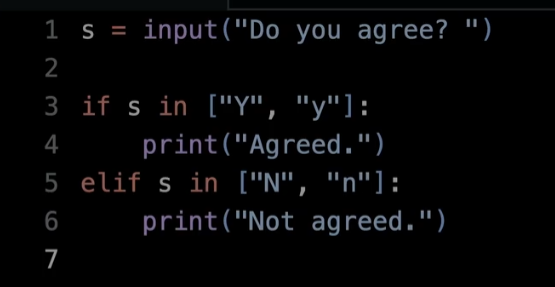 1 s = input("Do you agree? ")
2
3 if s in ["Y", "y"]:
4     print("Agreed.")
5 elif s in ["N", "n"]:
6     print("Not agreed.")
7